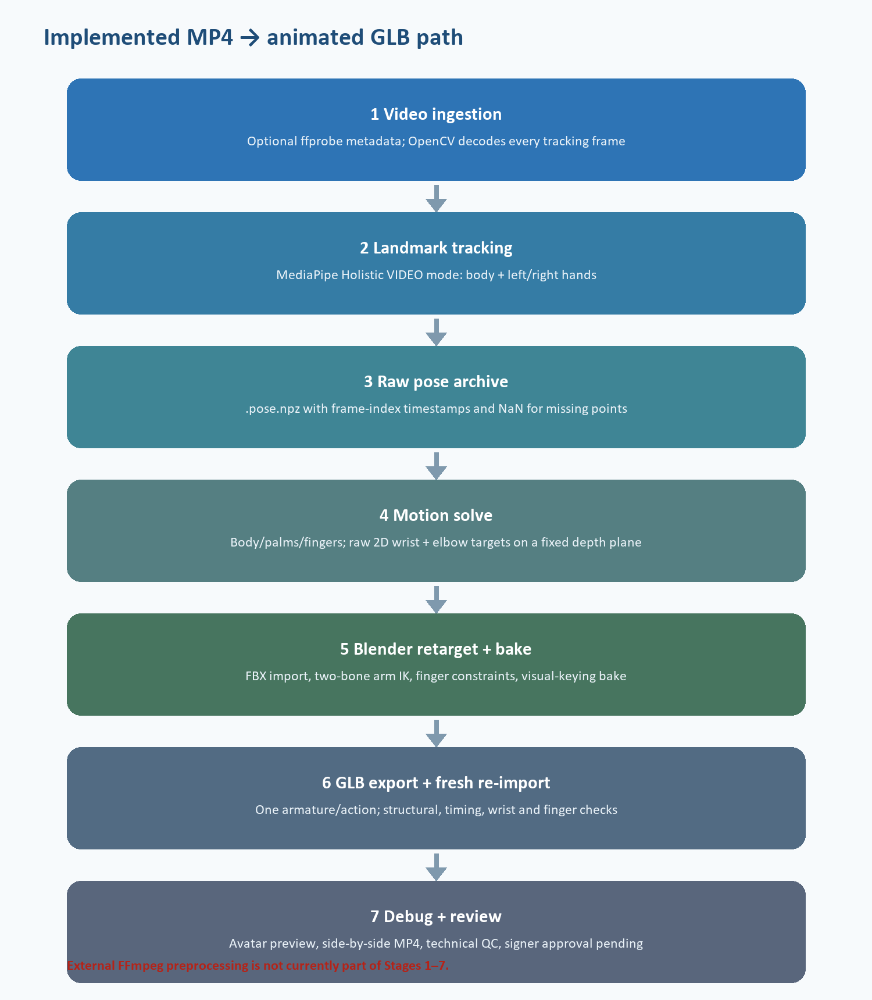 Implemented MP4 → animated GLB path
1 Video ingestion
Optional ffprobe metadata; OpenCV decodes every tracking frame
2 Landmark tracking
MediaPipe Holistic VIDEO mode: body + left/right hands
3 Raw pose archive
.pose.npz with frame-index timestamps and NaN for missing points
4 Motion solve
Body/palms/fingers; raw 2D wrist + elbow targets on a fixed depth plane
5 Blender retarget + bake
FBX import, two-bone arm IK, finger constraints, visual-keying bake
6 GLB export + fresh re-import
One armature/action; structural, timing, wrist and finger checks
7 Debug + review
Avatar preview, side-by-side MP4, technical QC, signer approval pending
External FFmpeg preprocessing is not currently part of Stages 1–7.